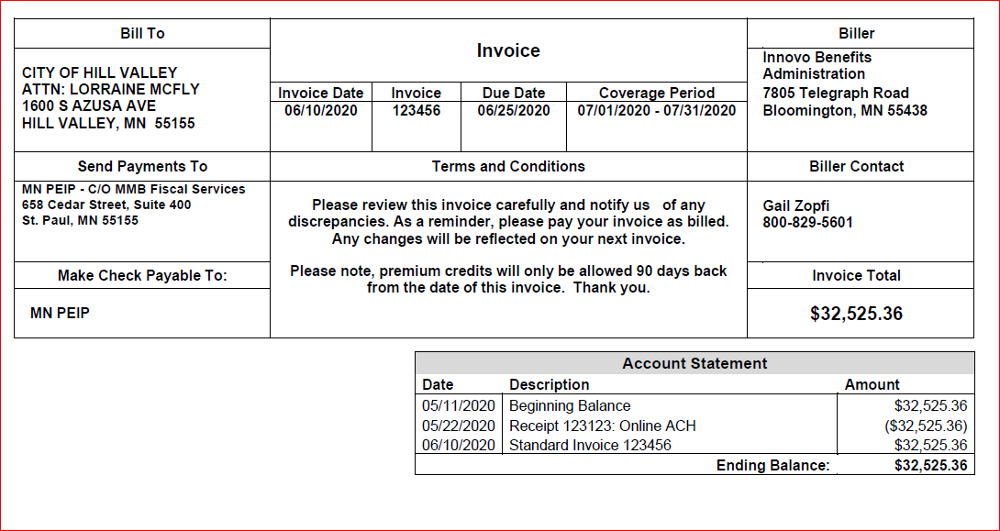 Bill To
CITY OF HILL VALLEY
ATTN: LORRAINE MCFLY
1600 S AZUSA AVE
HILL VALLEY, MN 55155
Invoice
Invoice Date Invoice Due Date Coverage Period
06/10/2020 123456 06/25/2020 07/01/2020 - 07/31/2020
Biller
Innovo Benefits
Administration
7805 Telegraph Road
Bloomington, MN 55438
Send Payments To
MN PEIP - C/O MMB Fiscal Services
658 Cedar Street, Suite 400
St. Paul, MN 55155
Terms and Conditions
Please review this invoice carefully and notify us of any
discrepancies. As a reminder, please pay your invoice as billed.
Any changes will be reflected on your next invoice.
Please note, premium credits will only be allowed 90 days back
from the date of this invoice. Thank you.
Biller Contact
Gail Zopfi
800-829-5601
Make Check Payable To:
MN PEIP
Invoice Total
$32,525.36
Account Statement
Date Description Amount
05/11/2020 Beginning Balance $32,525.36
05/22/2020 Receipt 123123: Online ACH ($32,525.36)
06/10/2020 Standard Invoice 123456 $32,525.36
Ending Balance: $32,525.36